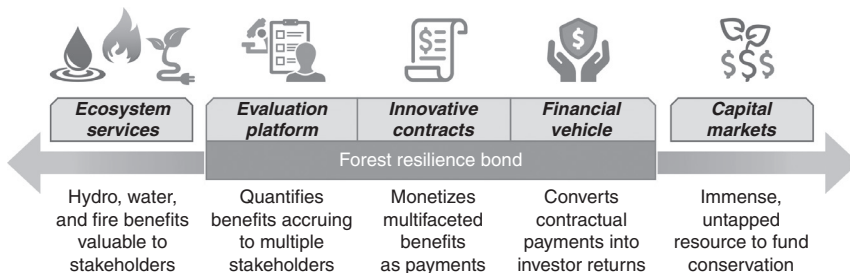 Ecosystem
services
Evaluation
platform
Innovative
contracts
Financial
vehicle
Capital
markets
Forest resilience bond
Hydro, water,
and fire benefits
valuable to
stakeholders
Quantifies
benefits accruing
to multiple
stakeholders
Monetizes
multifaceted
benefits
as payments
Converts
contractual
payments into
investor returns
Immense,
untapped
resource to fund
conservation
$
$
$$$